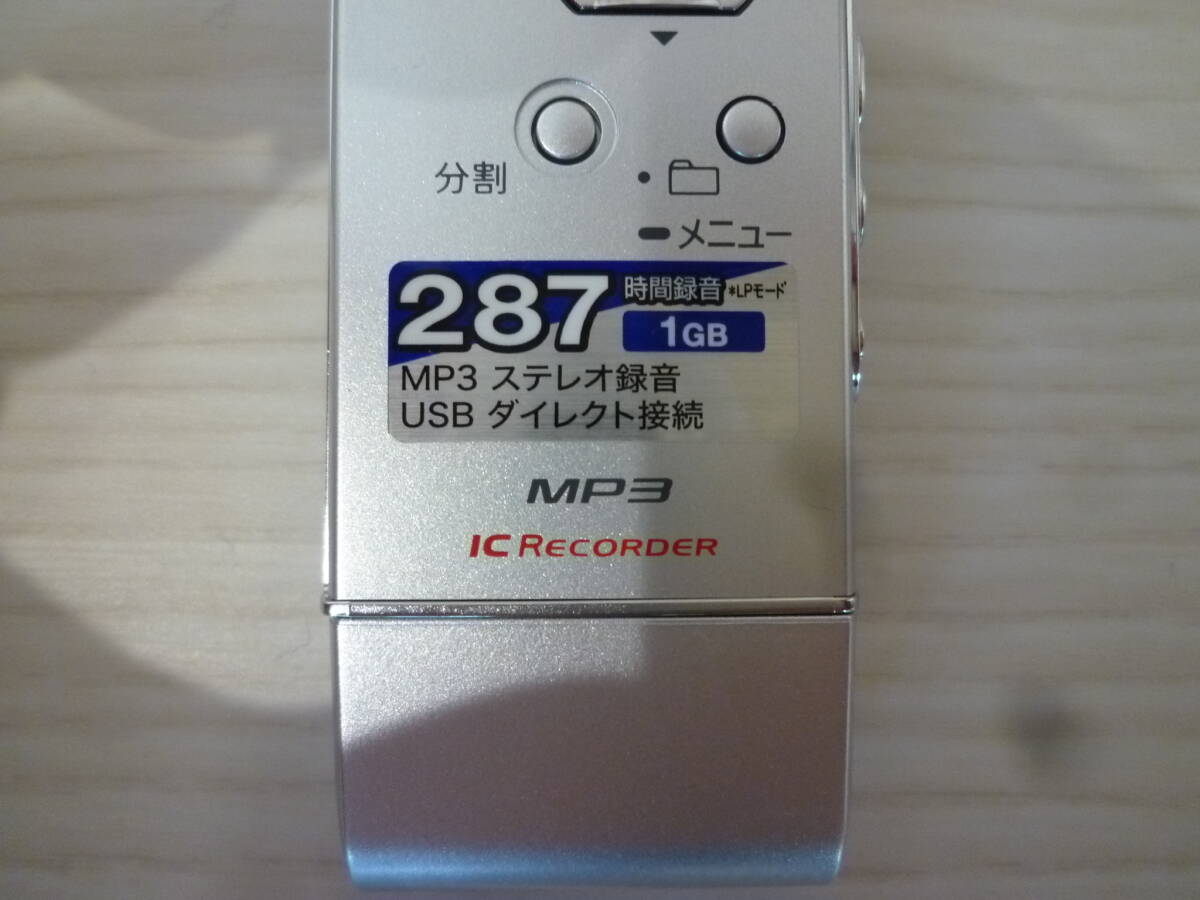 分割
メニュー
287 時間録音 *LPモード
1GB
MP3 ステレオ録音
USB ダイレクト接続
MP3
IC RECORDER